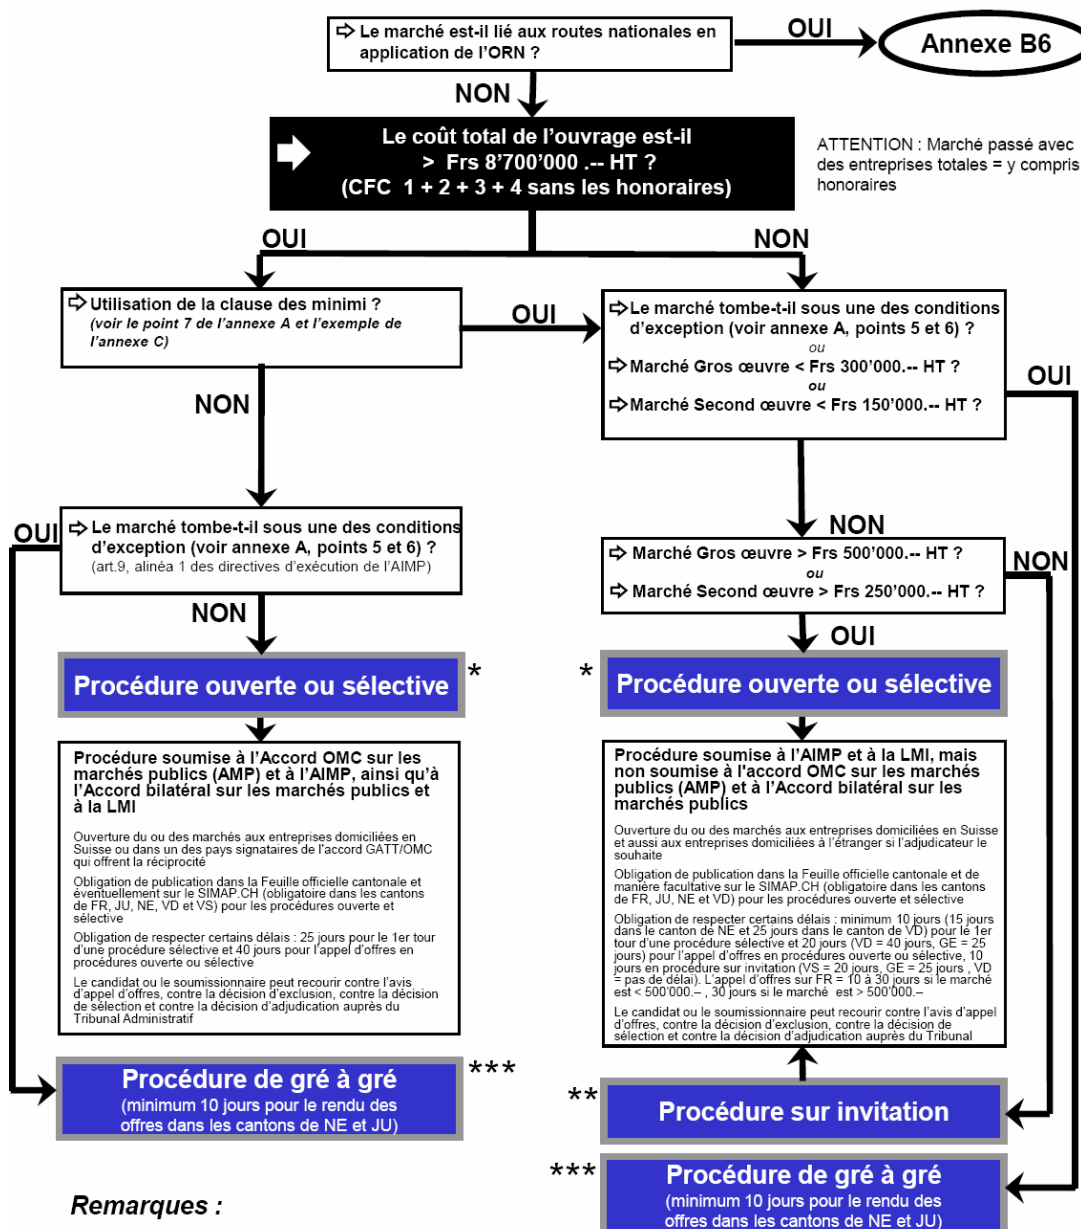 ⇨ Le marché est-il lié aux routes nationales en
application de l'ORN ?
OUI
Annexe B6
NON
Le coût total de l'ouvrage est-il
> Frs 8'700'000 .-- HT ?
(CFC 1 + 2 + 3 + 4 sans les honoraires)
ATTENTION : Marché passé avec
des entreprises totales = y compris
honoraires
OUI
NON
⇨ Utilisation de la clause des minimi ?
(voir le point 7 de l'annexe A et l'exemple de
l'annexe C)
OUI
⇨ Le marché tombe-t-il sous une des conditions
d'exception (voir annexe A, points 5 et 6) ?
ou
⇨ Marché Gros œuvre < Frs 300'000.-- HT ?
ou
⇨ Marché Second œuvre < Frs 150'000.-- HT ?
OUI
NON
OUI
⇨ Le marché tombe-t-il sous une des conditions
d'exception (voir annexe A, points 5 et 6) ?
(art.9, alinéa 1 des directives d'exécution de l'AIMP)
NON
⇨ Marché Gros œuvre > Frs 500'000.-- HT ?
ou
⇨ Marché Second œuvre > Frs 250'000.-- HT ?
NON
NON
OUI
Procédure ouverte ou sélective *
* Procédure ouverte ou sélective
Procédure soumise à l'Accord OMC sur les
marchés publics (AMP) et à l'AIMP, ainsi qu'à
l'Accord bilatéral sur les marchés publics et
à la LMI
Ouverture du ou des marchés aux entreprises domiciliées en
Suisse ou dans un des pays signataires de l'accord GATT/OMC
qui offrent la réciprocité
Obligation de publication dans la Feuille officielle cantonale et
éventuellement sur le SIMAP.CH (obligatoire dans les cantons
de FR, JU, NE, VD et VS) pour les procédures ouverte et
sélective
Obligation de respecter certains délais : 25 jours pour le 1er tour
d'une procédure sélective et 40 jours pour l'appel d'offres en
procédures ouverte ou sélective
Le candidat ou le soumissionnaire peut recourir contre l'avis
d'appel d'offres, contre la décision d'exclusion, contre la décision
de sélection et contre la décision d'adjudication auprès du
Tribunal Administratif
Procédure soumise à l'AIMP et à la LMI, mais
non soumise à l'accord OMC sur les marchés
publics (AMP) et à l'Accord bilatéral sur les
marchés publics
Ouverture du ou des marchés aux entreprises domiciliées en Suisse
et aussi aux entreprises domiciliées à l'étranger si l'adjudicateur le
souhaite
Obligation de publication dans la Feuille officielle cantonale et de
manière facultative sur le SIMAP.CH (obligatoire dans les cantons
de FR, JU, NE et VD) pour les procédures ouverte et sélective
Obligation de respecter certains délais : minimum 10 jours (15 jours
dans le canton de NE et 25 jours dans le canton de VD) pour le 1er
tour d'une procédure sélective et 20 jours (VD = 40 jours, GE = 25
jours) pour l'appel d'offres en procédures ouverte ou sélective, 10
jours en procédure sur invitation (VS = 20 jours, GE = 25 jours , VD
= pas de délai). L'appel d'offres sur FR = 10 à 30 jours si le marché
est < 500'000.– , 30 jours si le marché est > 500'000.–
Le candidat ou le soumissionnaire peut recourir contre l'avis d'appel
d'offres, contre la décision d'exclusion, contre la décision de
sélection et contre la décision d'adjudication auprès du Tribunal
Procédure de gré à gré ***
(minimum 10 jours pour le rendu des
offres dans les cantons de NE et JU)
** Procédure sur invitation
*** Procédure de gré à gré
(minimum 10 jours pour le rendu des
offres dans les cantons de NE et JU)
Remarques :